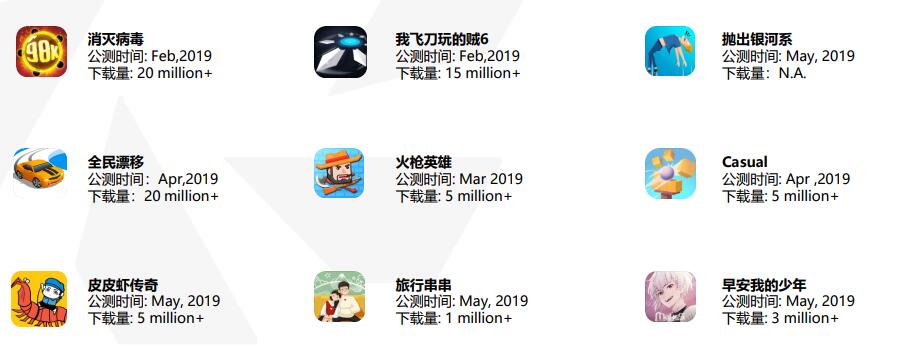 98K
消灭病毒
公测时间: Feb,2019
下载量: 20 million+
我飞刀玩的贼6
公测时间: Feb,2019
下载量: 15 million+
抛出银河系
公测时间: May, 2019
下载量：N.A.
全民漂移
公测时间：Apr,2019
下载量：20 million+
火枪英雄
公测时间: Mar 2019
下载量: 5 million+
Casual
公测时间: Apr ,2019
下载量: 5 million+
皮皮虾传奇
公测时间: May, 2019
下载量: 5 million+
旅行串串
公测时间: May, 2019
下载量: 1 million+
早安我的少年
公测时间: May, 2019
下载量: 3 million+